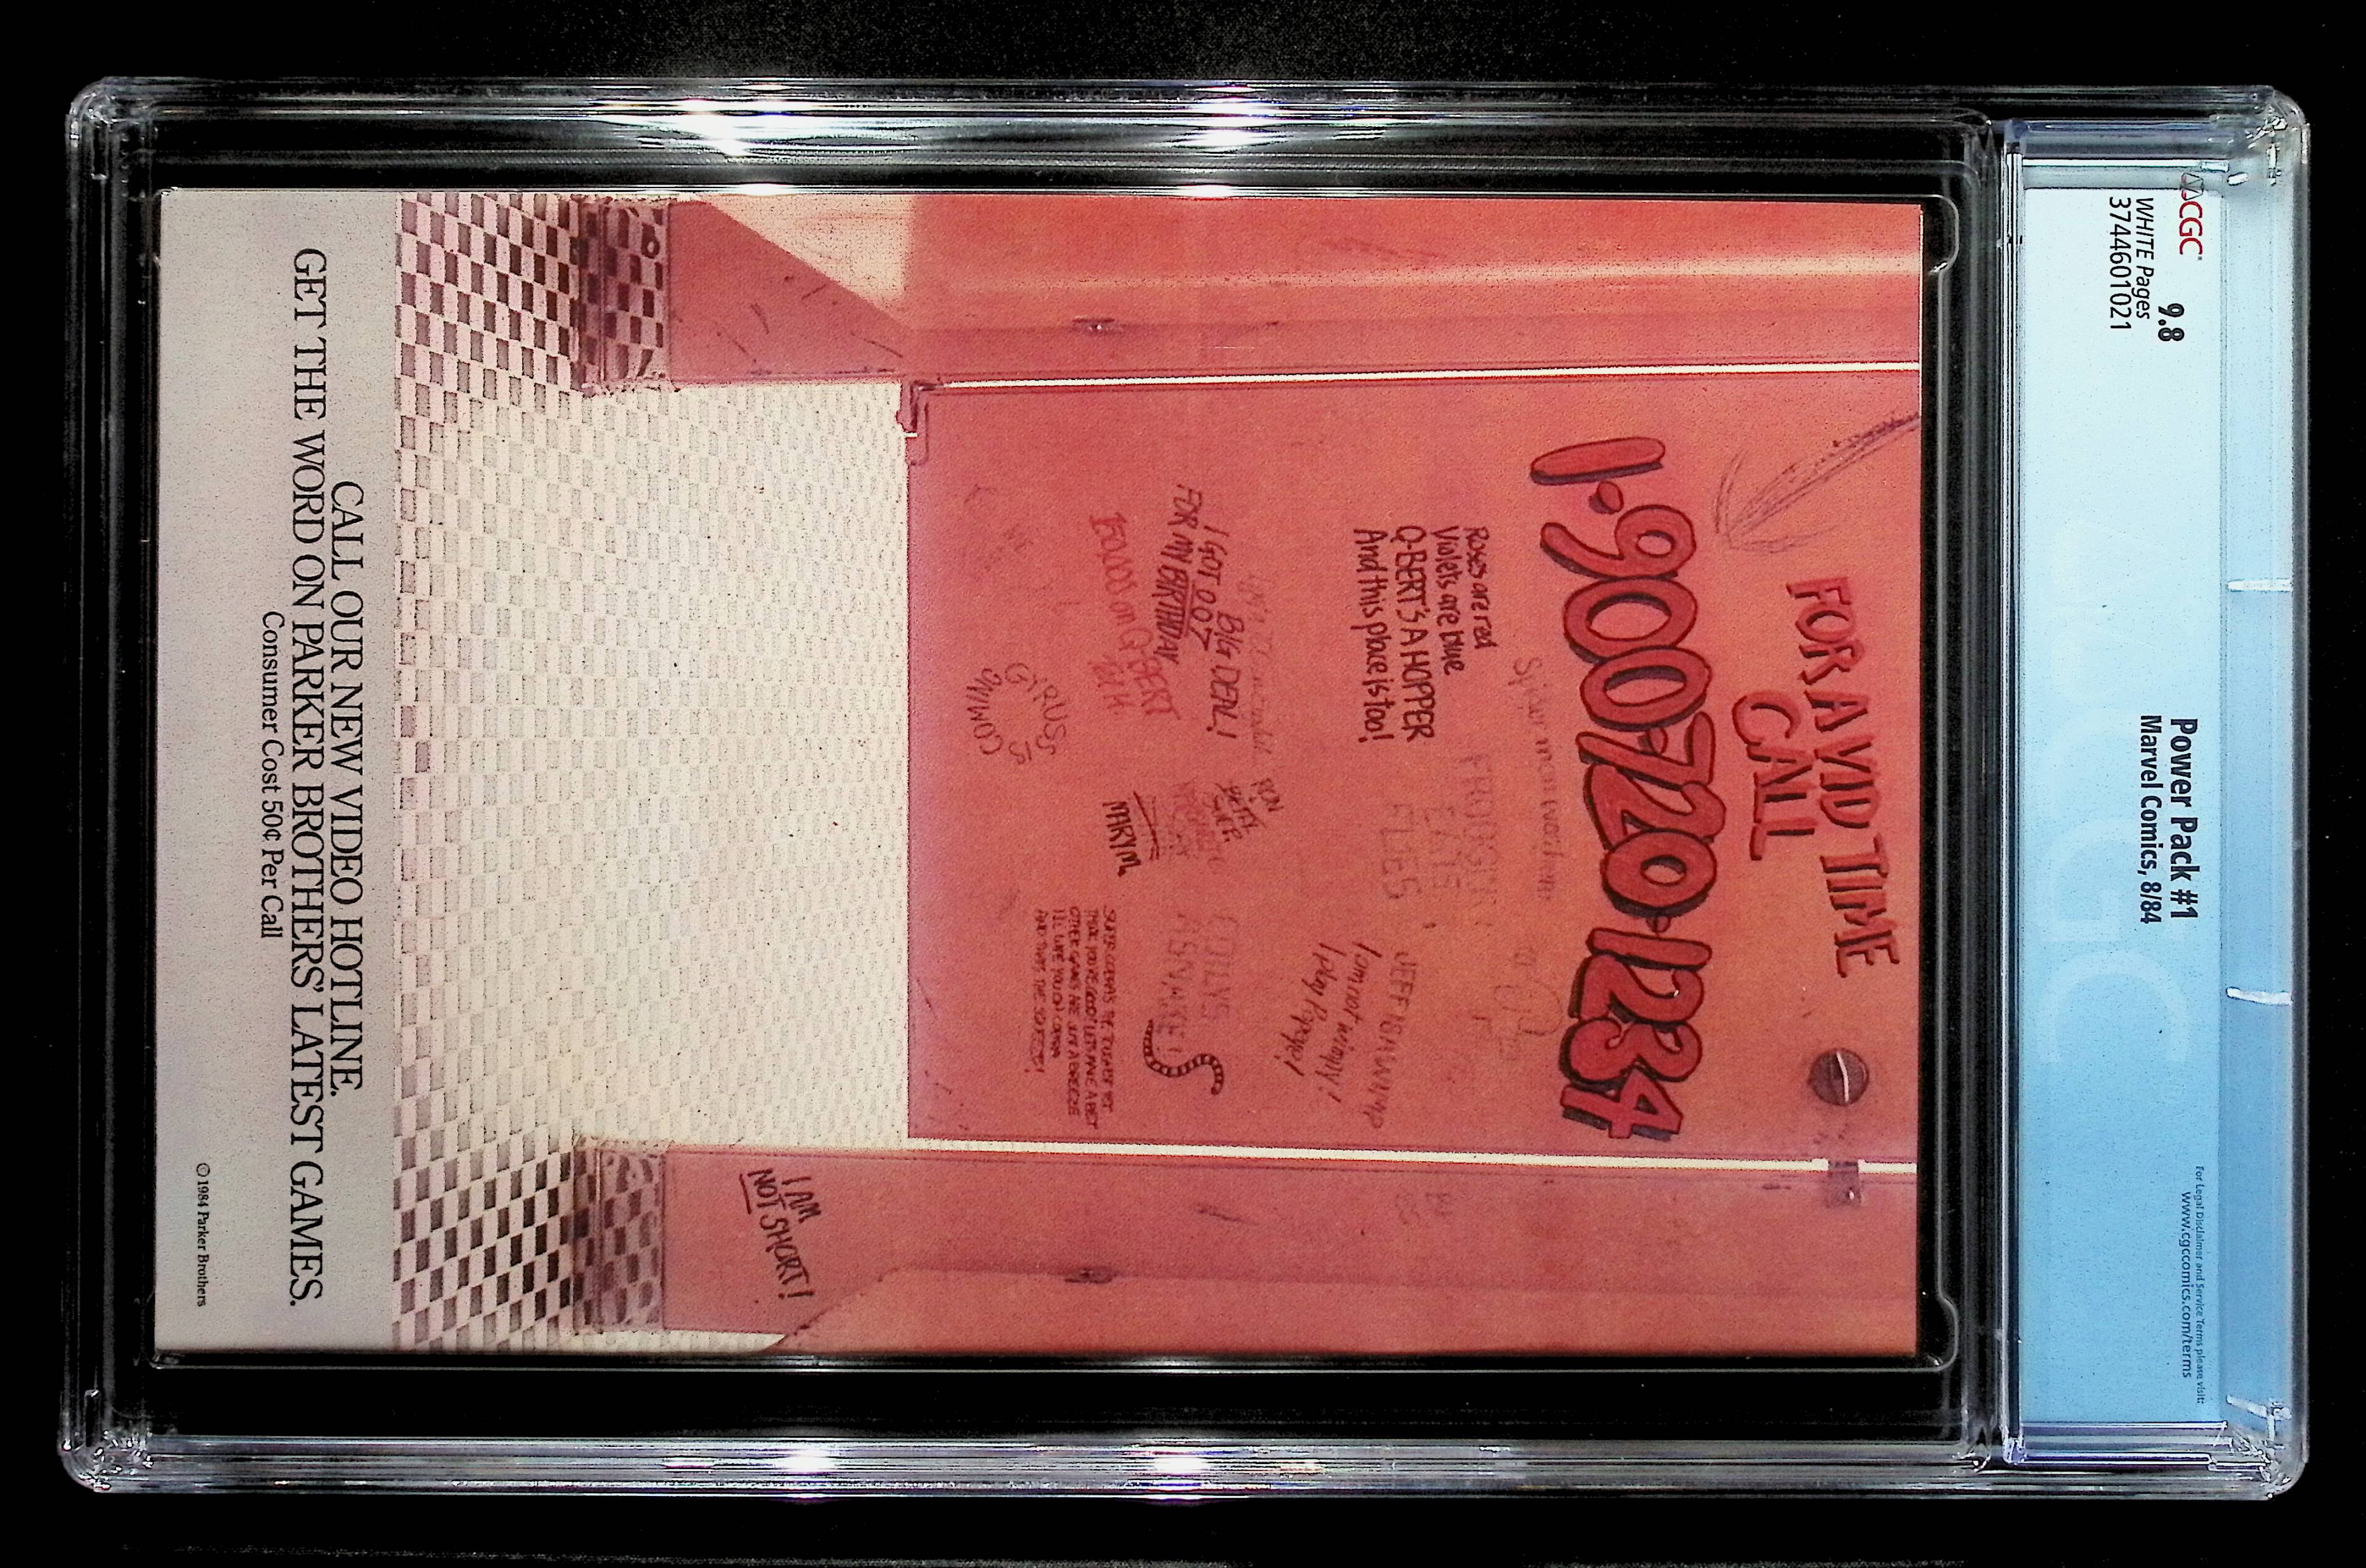 CGC
9.8
WHITE Pages
3744601021
Power Pack #1
Marvel Comics, 8/84
For Legal Disclaimer and Service Terms please visit:
www.cgccomics.com/terms
FOR A VID TIME
CALL
1·900·720·1234
Spiderman
Roses are red
Violets are blue
Q-BERT'S A HOPPER
And this place is too!
FROGGIE
EATS
FLIES
JEFF IS A WIMP
I am not wimpy!
I play Popeye!
BIG DEAL!
I GOT 007
FOR MY BIRTHDAY
Q-BERT
MARY M.
GYRUSS
IS
COMING
I AM
NOT SHORT!
CALL OUR NEW VIDEO HOTLINE.
GET THE WORD ON PARKER BROTHERS' LATEST GAMES.
Consumer Cost 50¢ Per Call
©1984 Parker Brothers